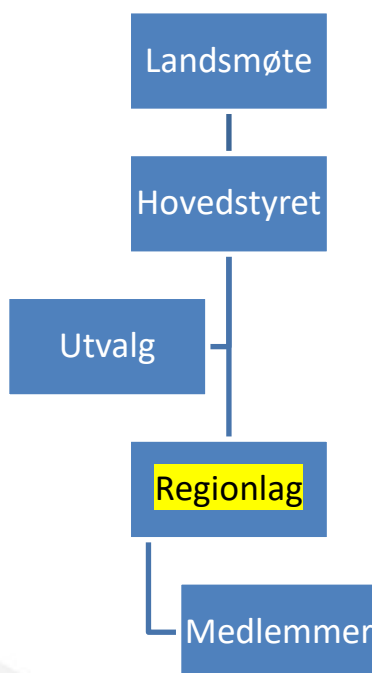 Landsmøte
Hovedstyret
Utvalg
Regionlag
Medlemmer